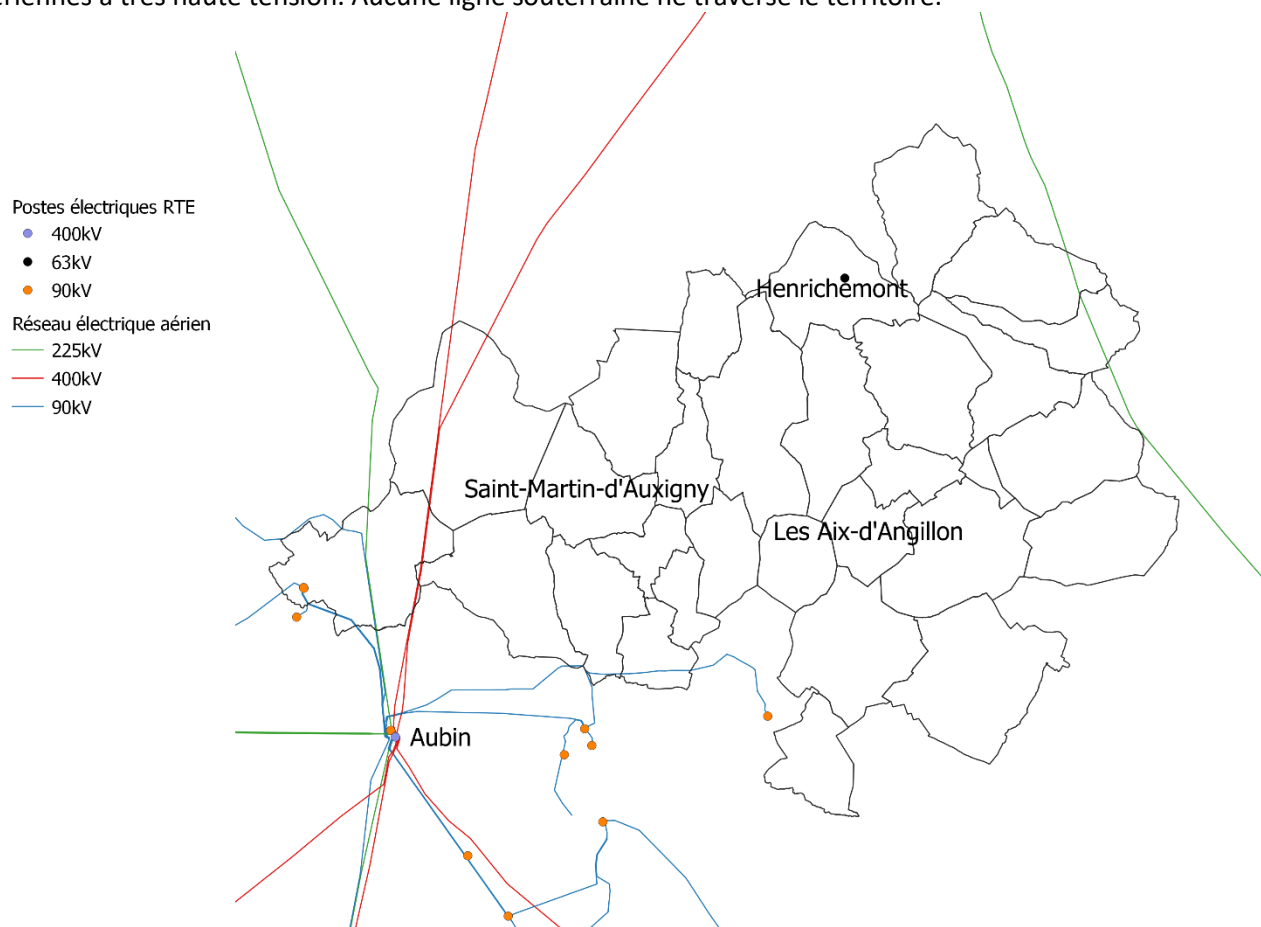 ériennes à très haute tension. Aucune ligne souterraine ne traverse le territoire.
Postes électriques RTE
400kV
63kV
90kV
Réseau électrique aérien
225kV
400kV
90kV
Henrichemont
Saint-Martin-d'Auxigny
Les Aix-d'Angillon
Aubin